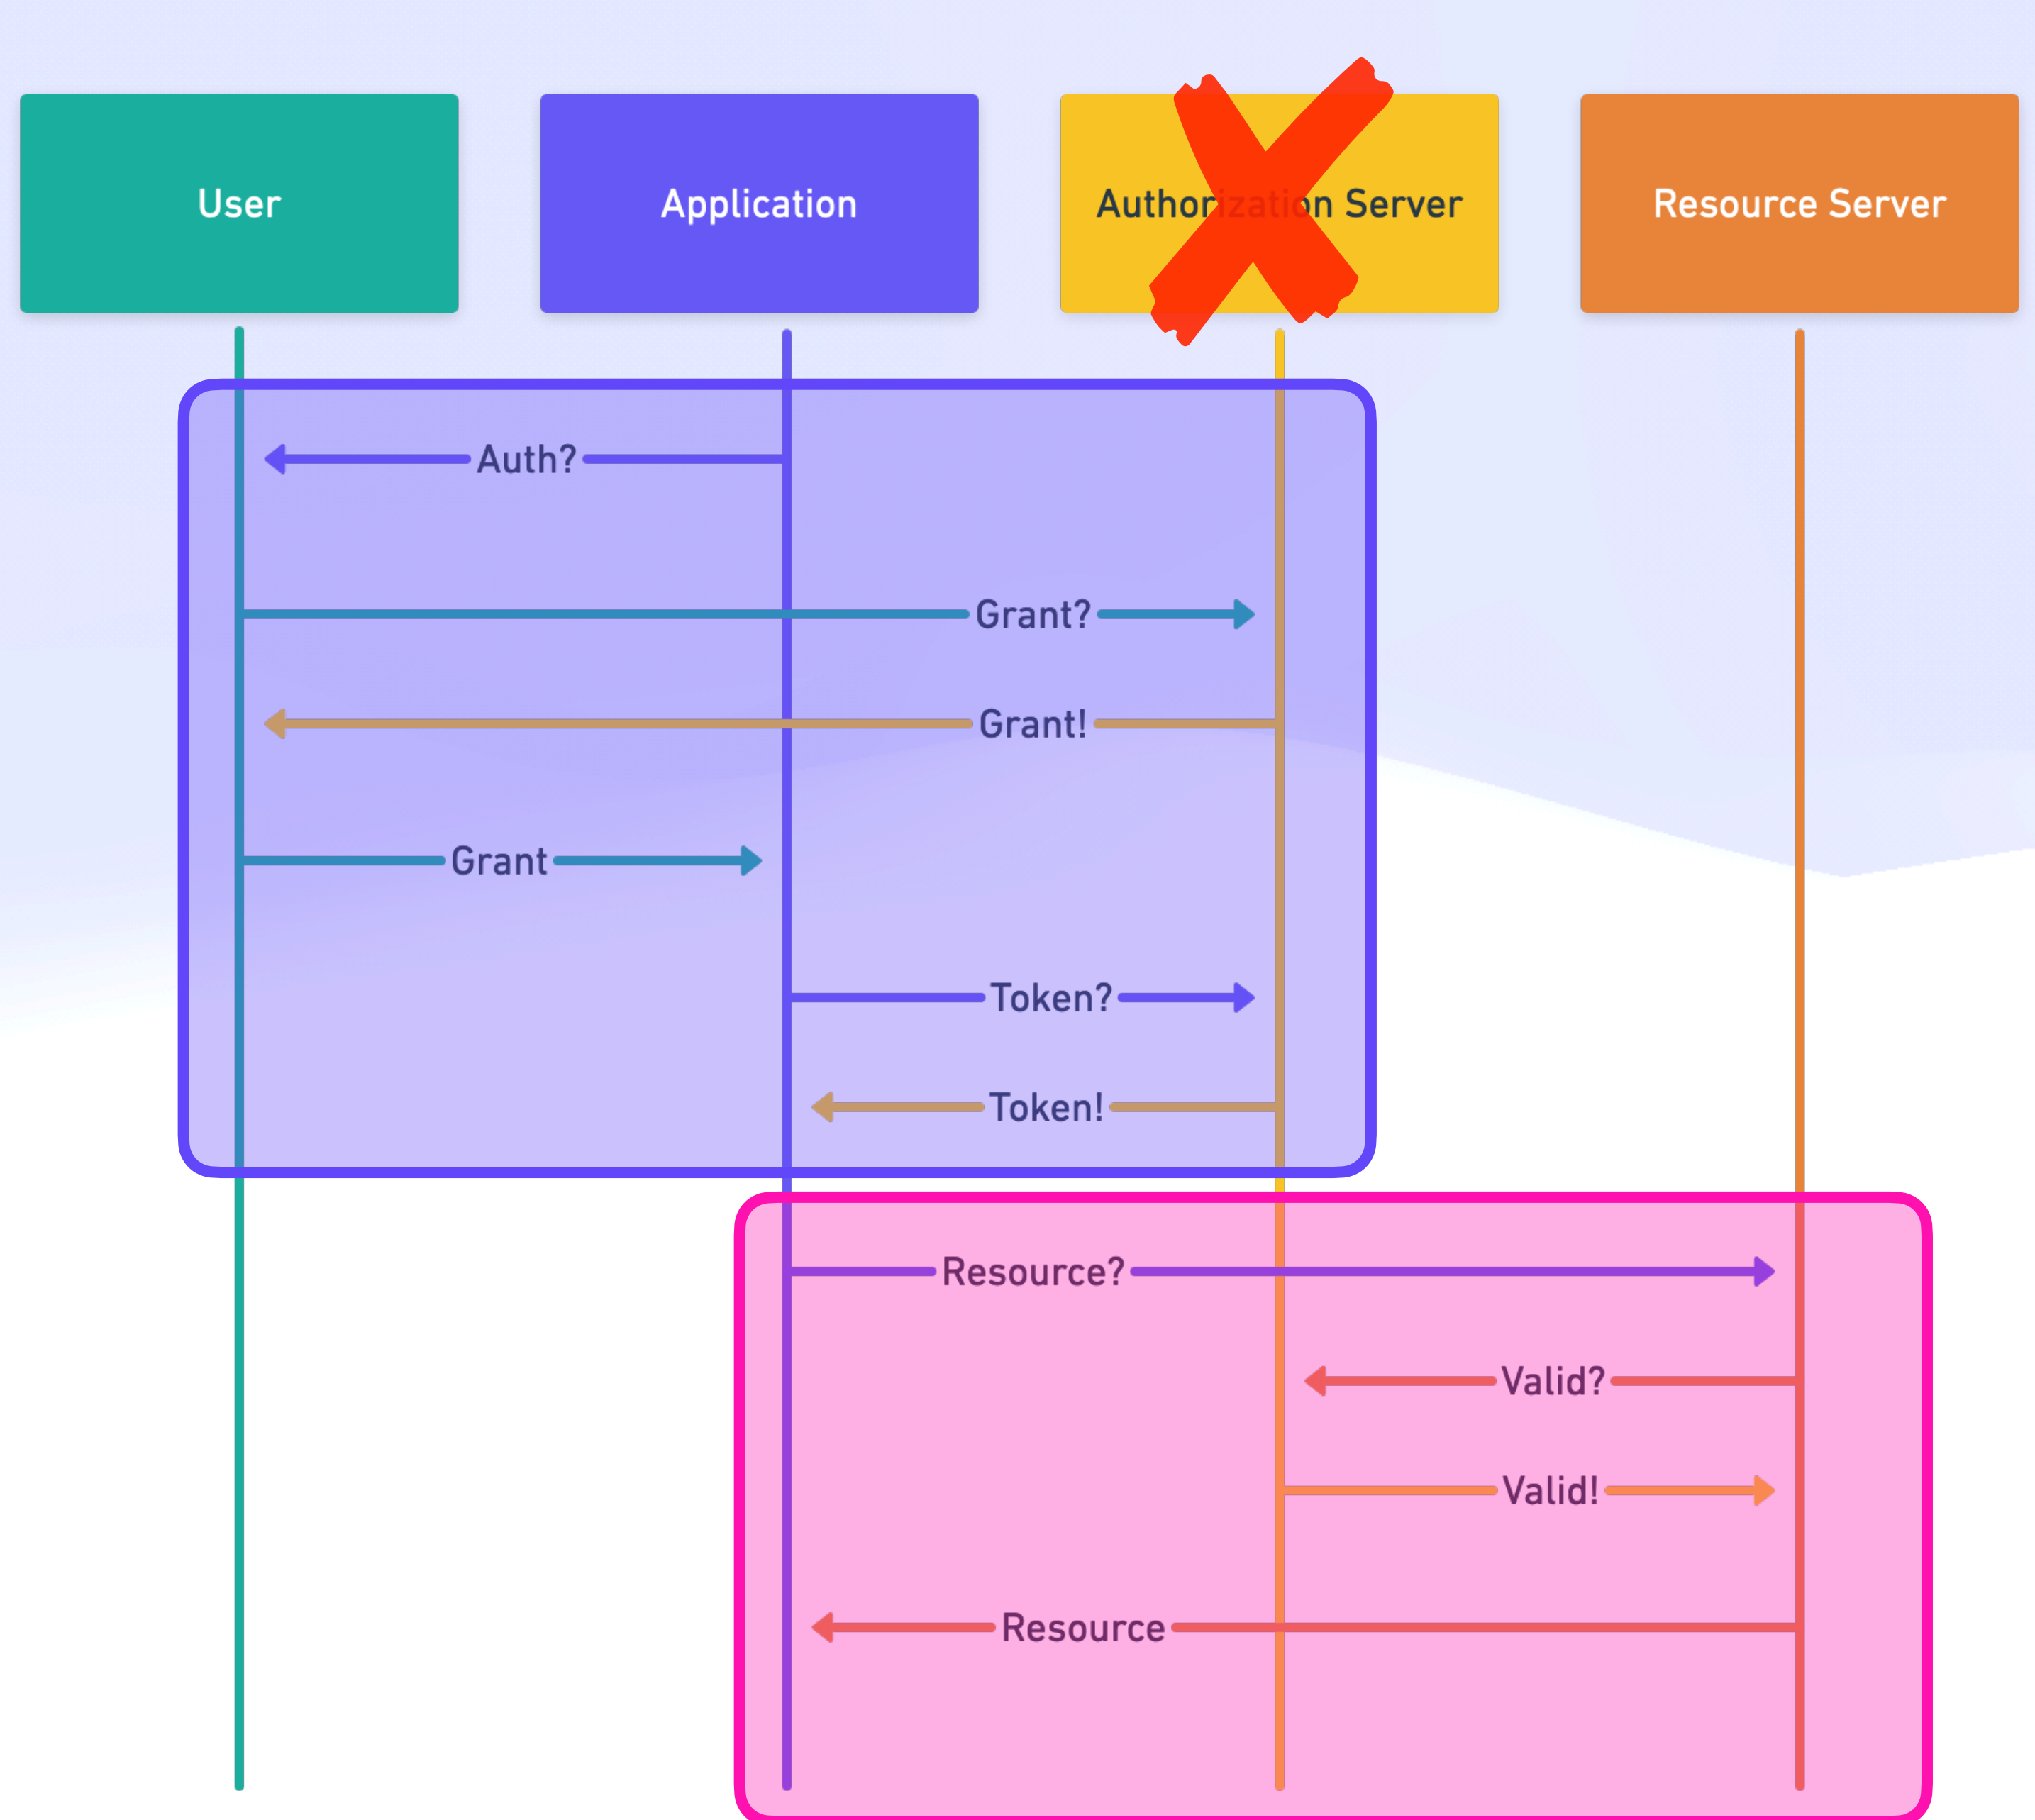 User
Application
Authorization Server
Resource Server
Auth?
Grant?
Grant!
Grant
Token?
Token!
Resource?
Valid?
Valid!
Resource